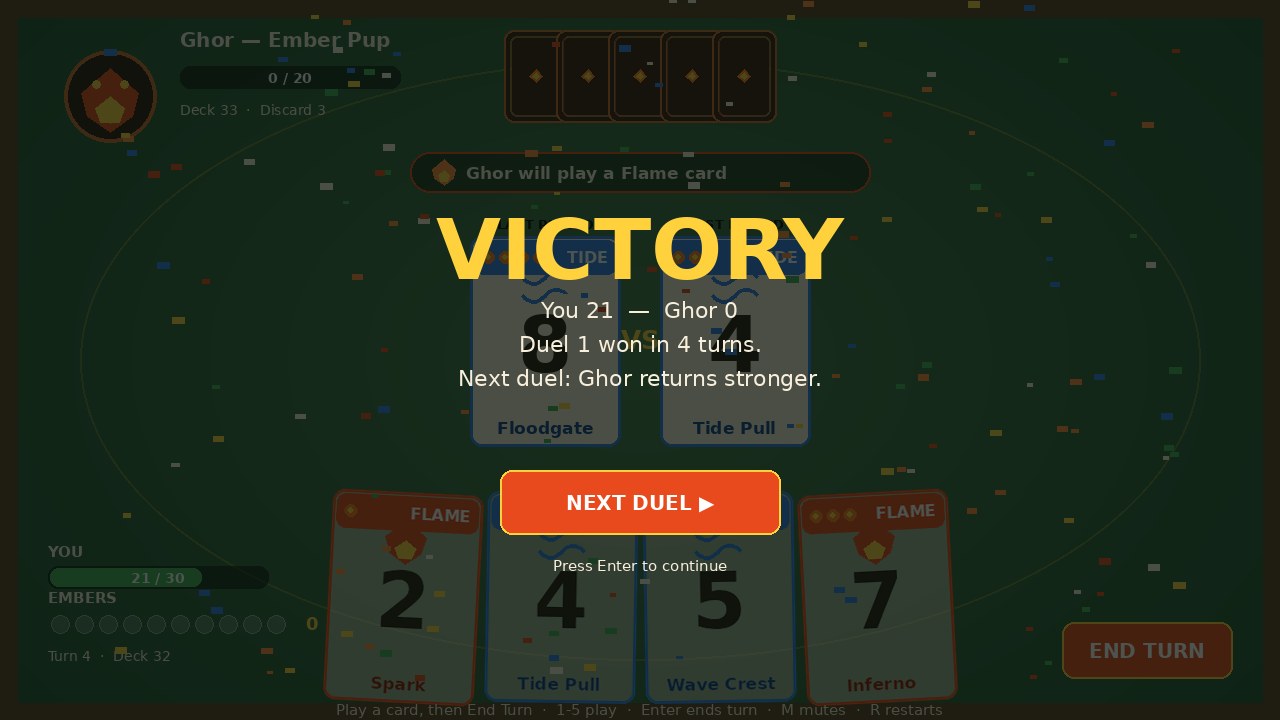 Ghor — Ember Pup
0 / 20
Deck 33 · Discard 3
Ghor will play a Flame card
VICTORY
TIDE
You 21 — Ghor 0
8 VS 4
Duel 1 won in 4 turns.
Next duel: Ghor returns stronger.
Floodgate
Tide Pull
NEXT DUEL ▶
Press Enter to continue
YOU
21 / 30
EMBERS
0
Turn 4 · Deck 32
FLAME
2
Spark
4
Tide Pull
5
Wave Crest
FLAME
7
Inferno
END TURN
Play a card, then End Turn · 1-5 play · Enter ends turn · M mutes · R restarts